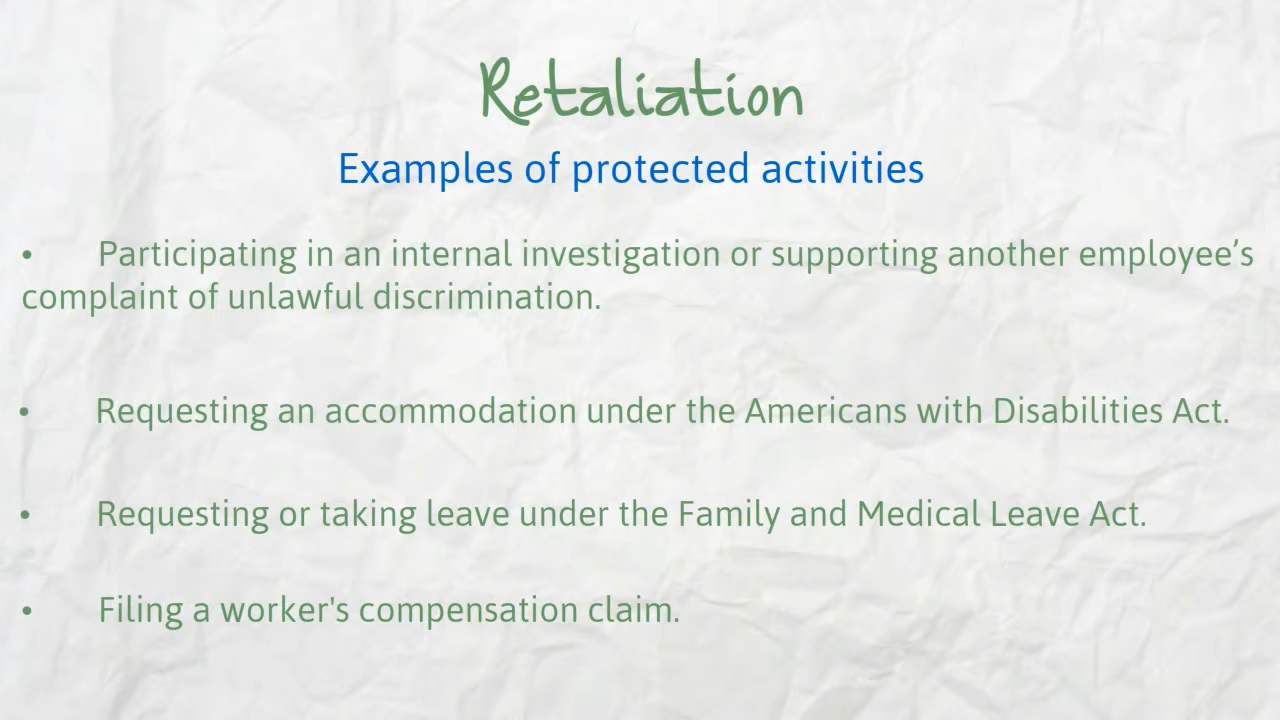 Retaliation
Examples of protected activities
• Participating in an internal investigation or supporting another employee’s
complaint of unlawful discrimination.
• Requesting an accommodation under the Americans with Disabilities Act.
• Requesting or taking leave under the Family and Medical Leave Act.
• Filing a worker's compensation claim.